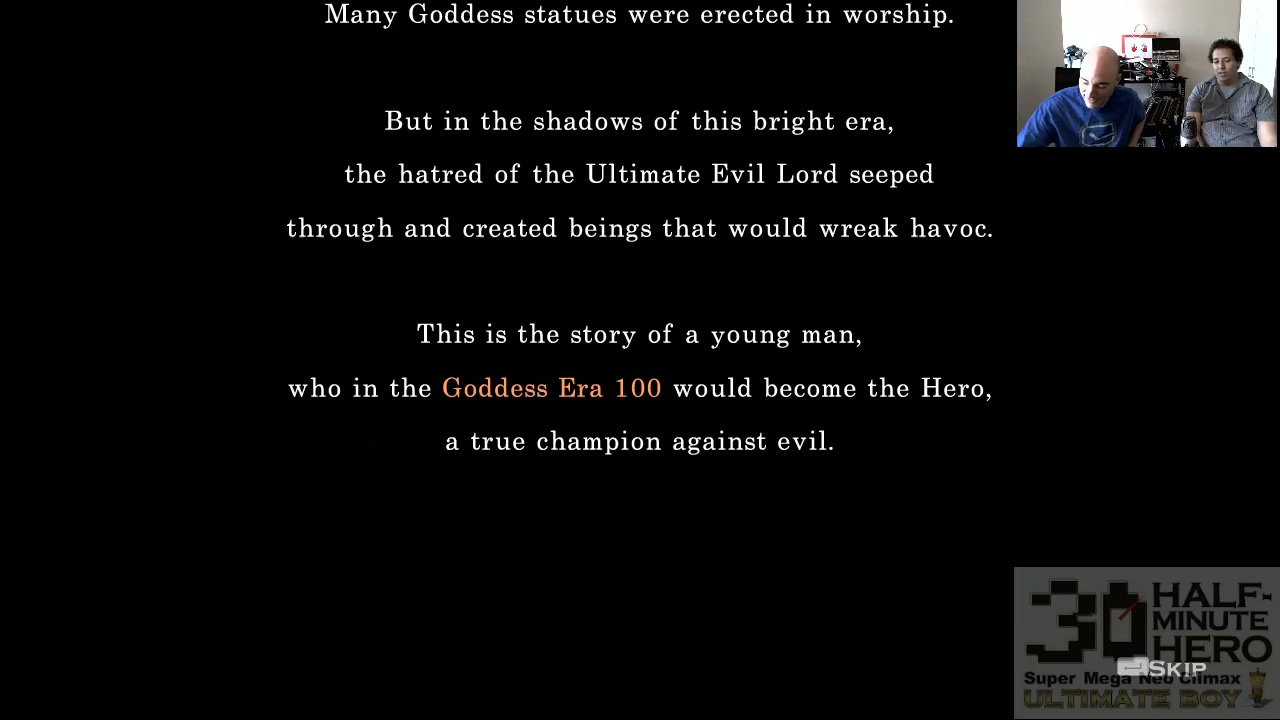 Many Goddess statues were erected in worship.
But in the shadows of this bright era,
the hatred of the Ultimate Evil Lord seeped
through and created beings that would wreak havoc.
This is the story of a young man,
who in the Goddess Era 100 would become the Hero,
a true champion against evil.
30 HALF-
MINUTE
HERO
SKIP
Super Mega Neo Climax
ULTIMATE BOY